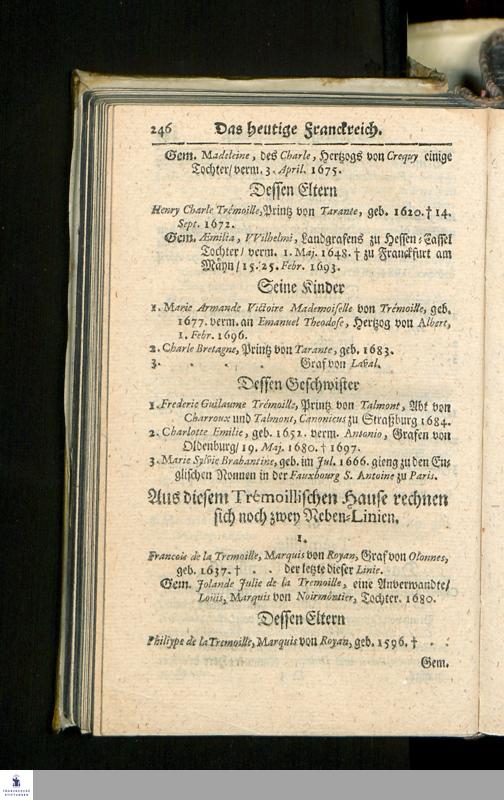 246 Das heutige Franckreich.
Gem. Madeleine, des Charle, Hertzogs von Crequy einige
Tochter/ verm. 3. April. 1675.
Dessen Eltern
Henry Charle Trémoille, Printz von Tarante, geb. 1620. † 14.
Sept. 1672.
Gem. Æmilia, VVilhelmi, Landgrafens zu Hessen-Cassel
Tochter/ verm. 1. Maj. 1648. † zu Franckfurt am
Mäyn/ 15.25. Febr. 1693.
Seine Kinder
1. Marie Armande Victoire Mademoiselle von Trémoille, geb.
1677. verm. an Emanuel Theodose, Hertzog von Albret,
1. Febr. 1696.
2. Charle Bretagne, Printz von Tarante, geb. 1683.
3. . . . . Graf von Laval.
Dessen Geschwister
1. Frederic Guilaume Trémoille, Printz von Talmont, Abt von
Charroux und Talmont, Canonicus zu Straßburg 1684.
2. Charlotte Emilie, geb. 1652. verm. Antonio, Grafen von
Oldenburg/ 19. Maj. 1680. † 1697.
3. Marie Sylvie Brabantine, geb. im Jul. 1666. gieng zu den En-
glischen Nonnen in der Fauxbourg S. Antoine zu Paris.
Aus diesem Trémoillischen Hause rechnen
sich noch zwey Neben-Linien.
1.
Francois de la Tremoille, Marquis von Royan, Graf von Olonnes,
geb. 1637. † . . der letzte dieser Linie.
Gem. Jolande Julie de la Tremoille, eine Anverwandte/
Louis, Marquis von Noirmoutier, Tochter. 1680.
Dessen Eltern
Philippe de la Tremoille, Marquis von Royan, geb. 1596. † . .
Gem.
FRANCKESCHE
STIFTUNGEN